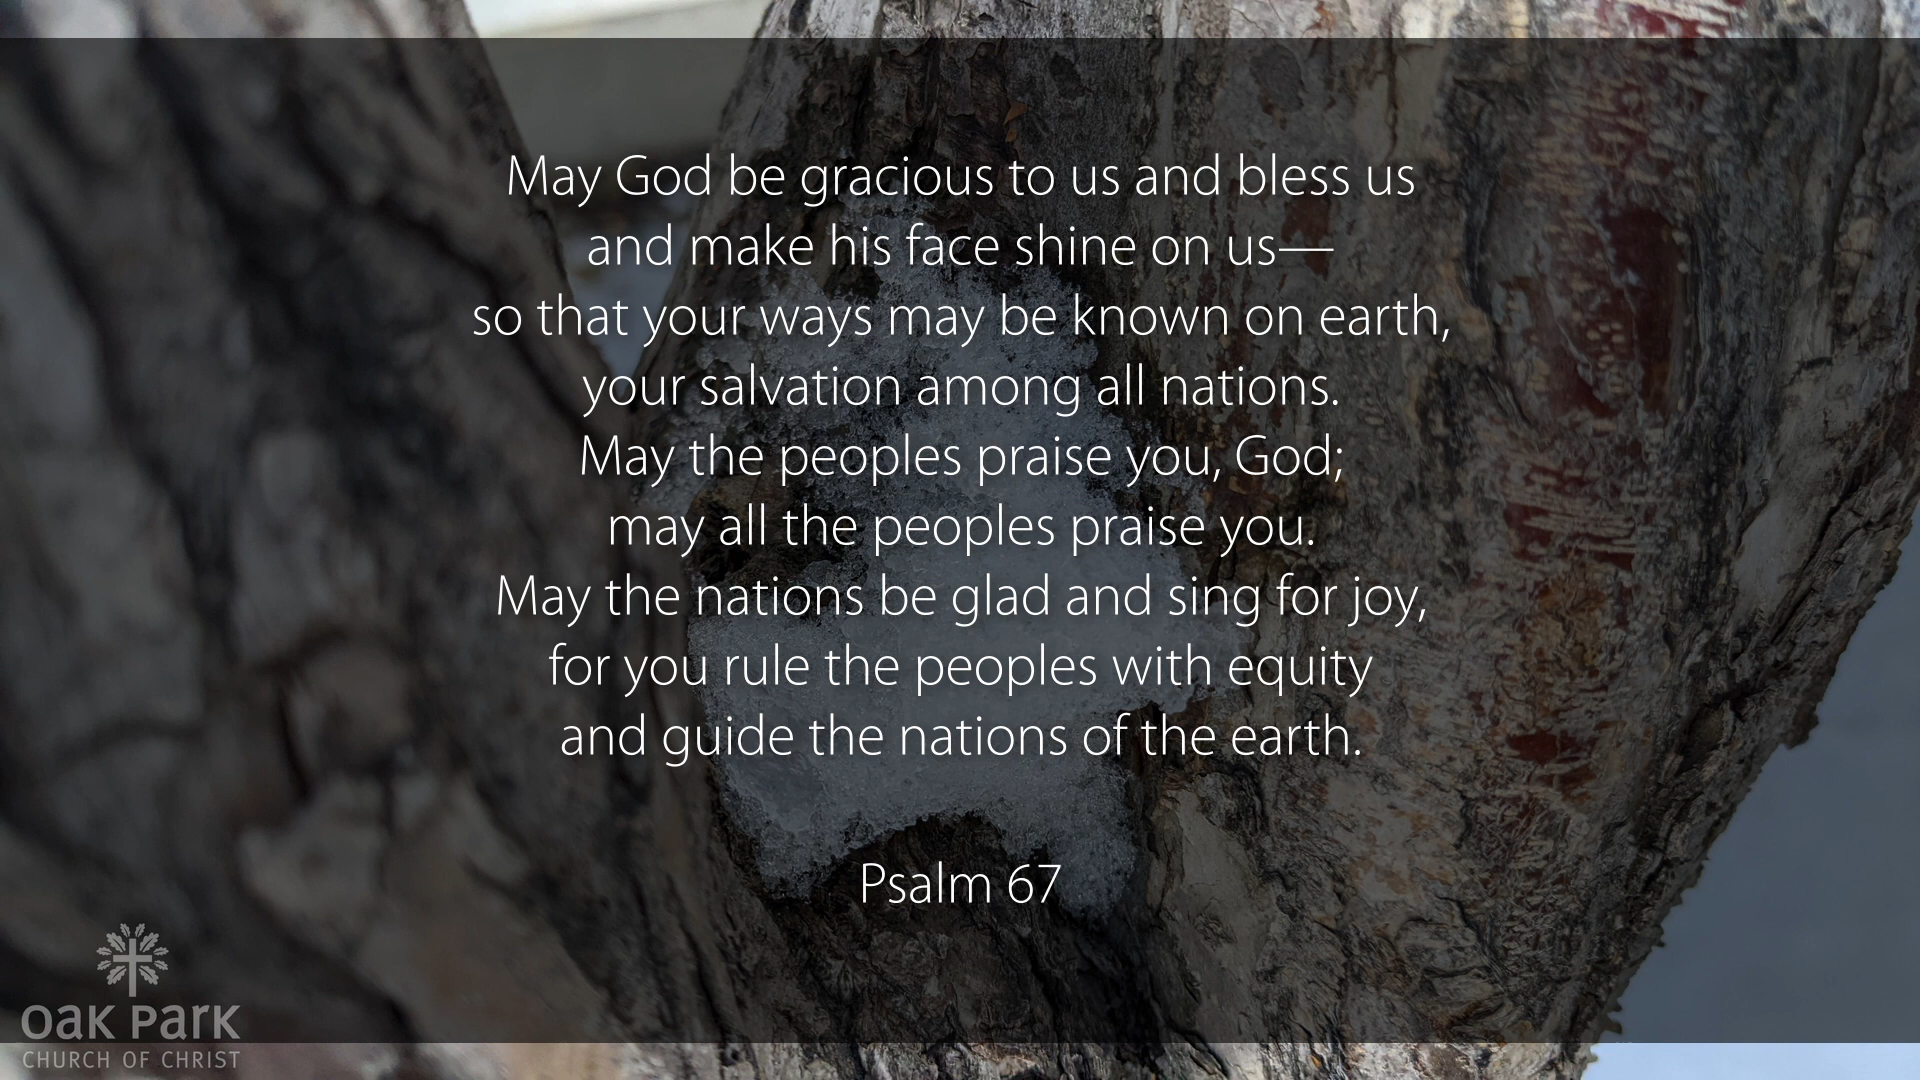 May God be gracious to us and bless us
and make his face shine on us—
so that your ways may be known on earth,
your salvation among all nations.
May the peoples praise you, God;
may all the peoples praise you.
May the nations be glad and sing for joy,
for you rule the peoples with equity
and guide the nations of the earth.
Psalm 67
Oak Park
CHURCH OF CHRIST